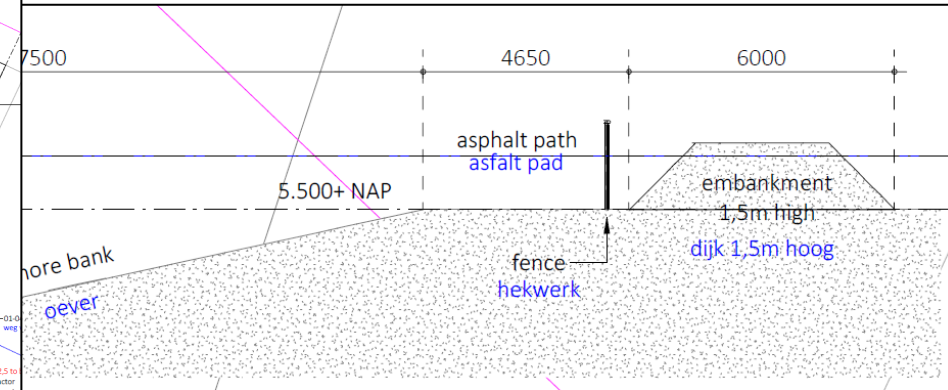 7500
4650
6000
asphalt path
asfalt pad
5.500+ NAP
embankment
1,5m high
dijk 1,5m hoog
fence
hekwerk
hore bank
oever
weg